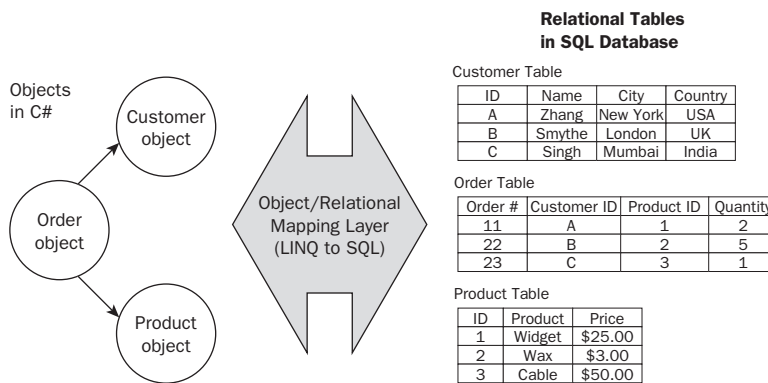 Relational Tables
in SQL Database
Objects
in C#
Customer
object
Order
object
Product
object
Object/Relational
Mapping Layer
(LINQ to SQL)
Customer Table
ID Name City Country
A Zhang New York USA
B Smythe London UK
C Singh Mumbai India
Order Table
Order # Customer ID Product ID Quantity
11 A 1 2
22 B 2 5
23 C 3 1
Product Table
ID Product Price
1 Widget $25.00
2 Wax $3.00
3 Cable $50.00